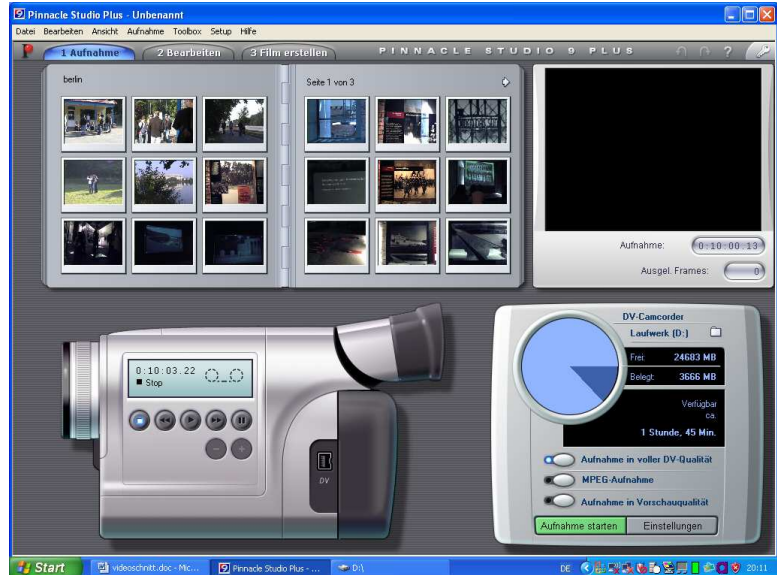 Pinnacle Studio Plus - Unbenannt
Datei Bearbeiten Ansicht Aufnahme Toolbox Setup Hilfe
1 Aufnahme 2 Bearbeiten 3 Film erstellen PINNACLE STUDIO 9 PLUS
berlin
Seite 1 von 3
Aufnahme: 0:10:00.13
Ausgel. Frames: 0
0:10:03.22
Stop
DV
DV-Camcorder
Laufwerk (D:)
Frei: 24683 MB
Belegt: 3666 MB
Verfügbar
ca.
1 Stunde, 45 Min.
Aufnahme in voller DV-Qualität
MPEG-Aufnahme
Aufnahme in Vorschauqualität
Aufnahme starten Einstellungen
Start videoschnitt.doc - Mic... Pinnacle Studio Plus - ... D:\ DE 20:11